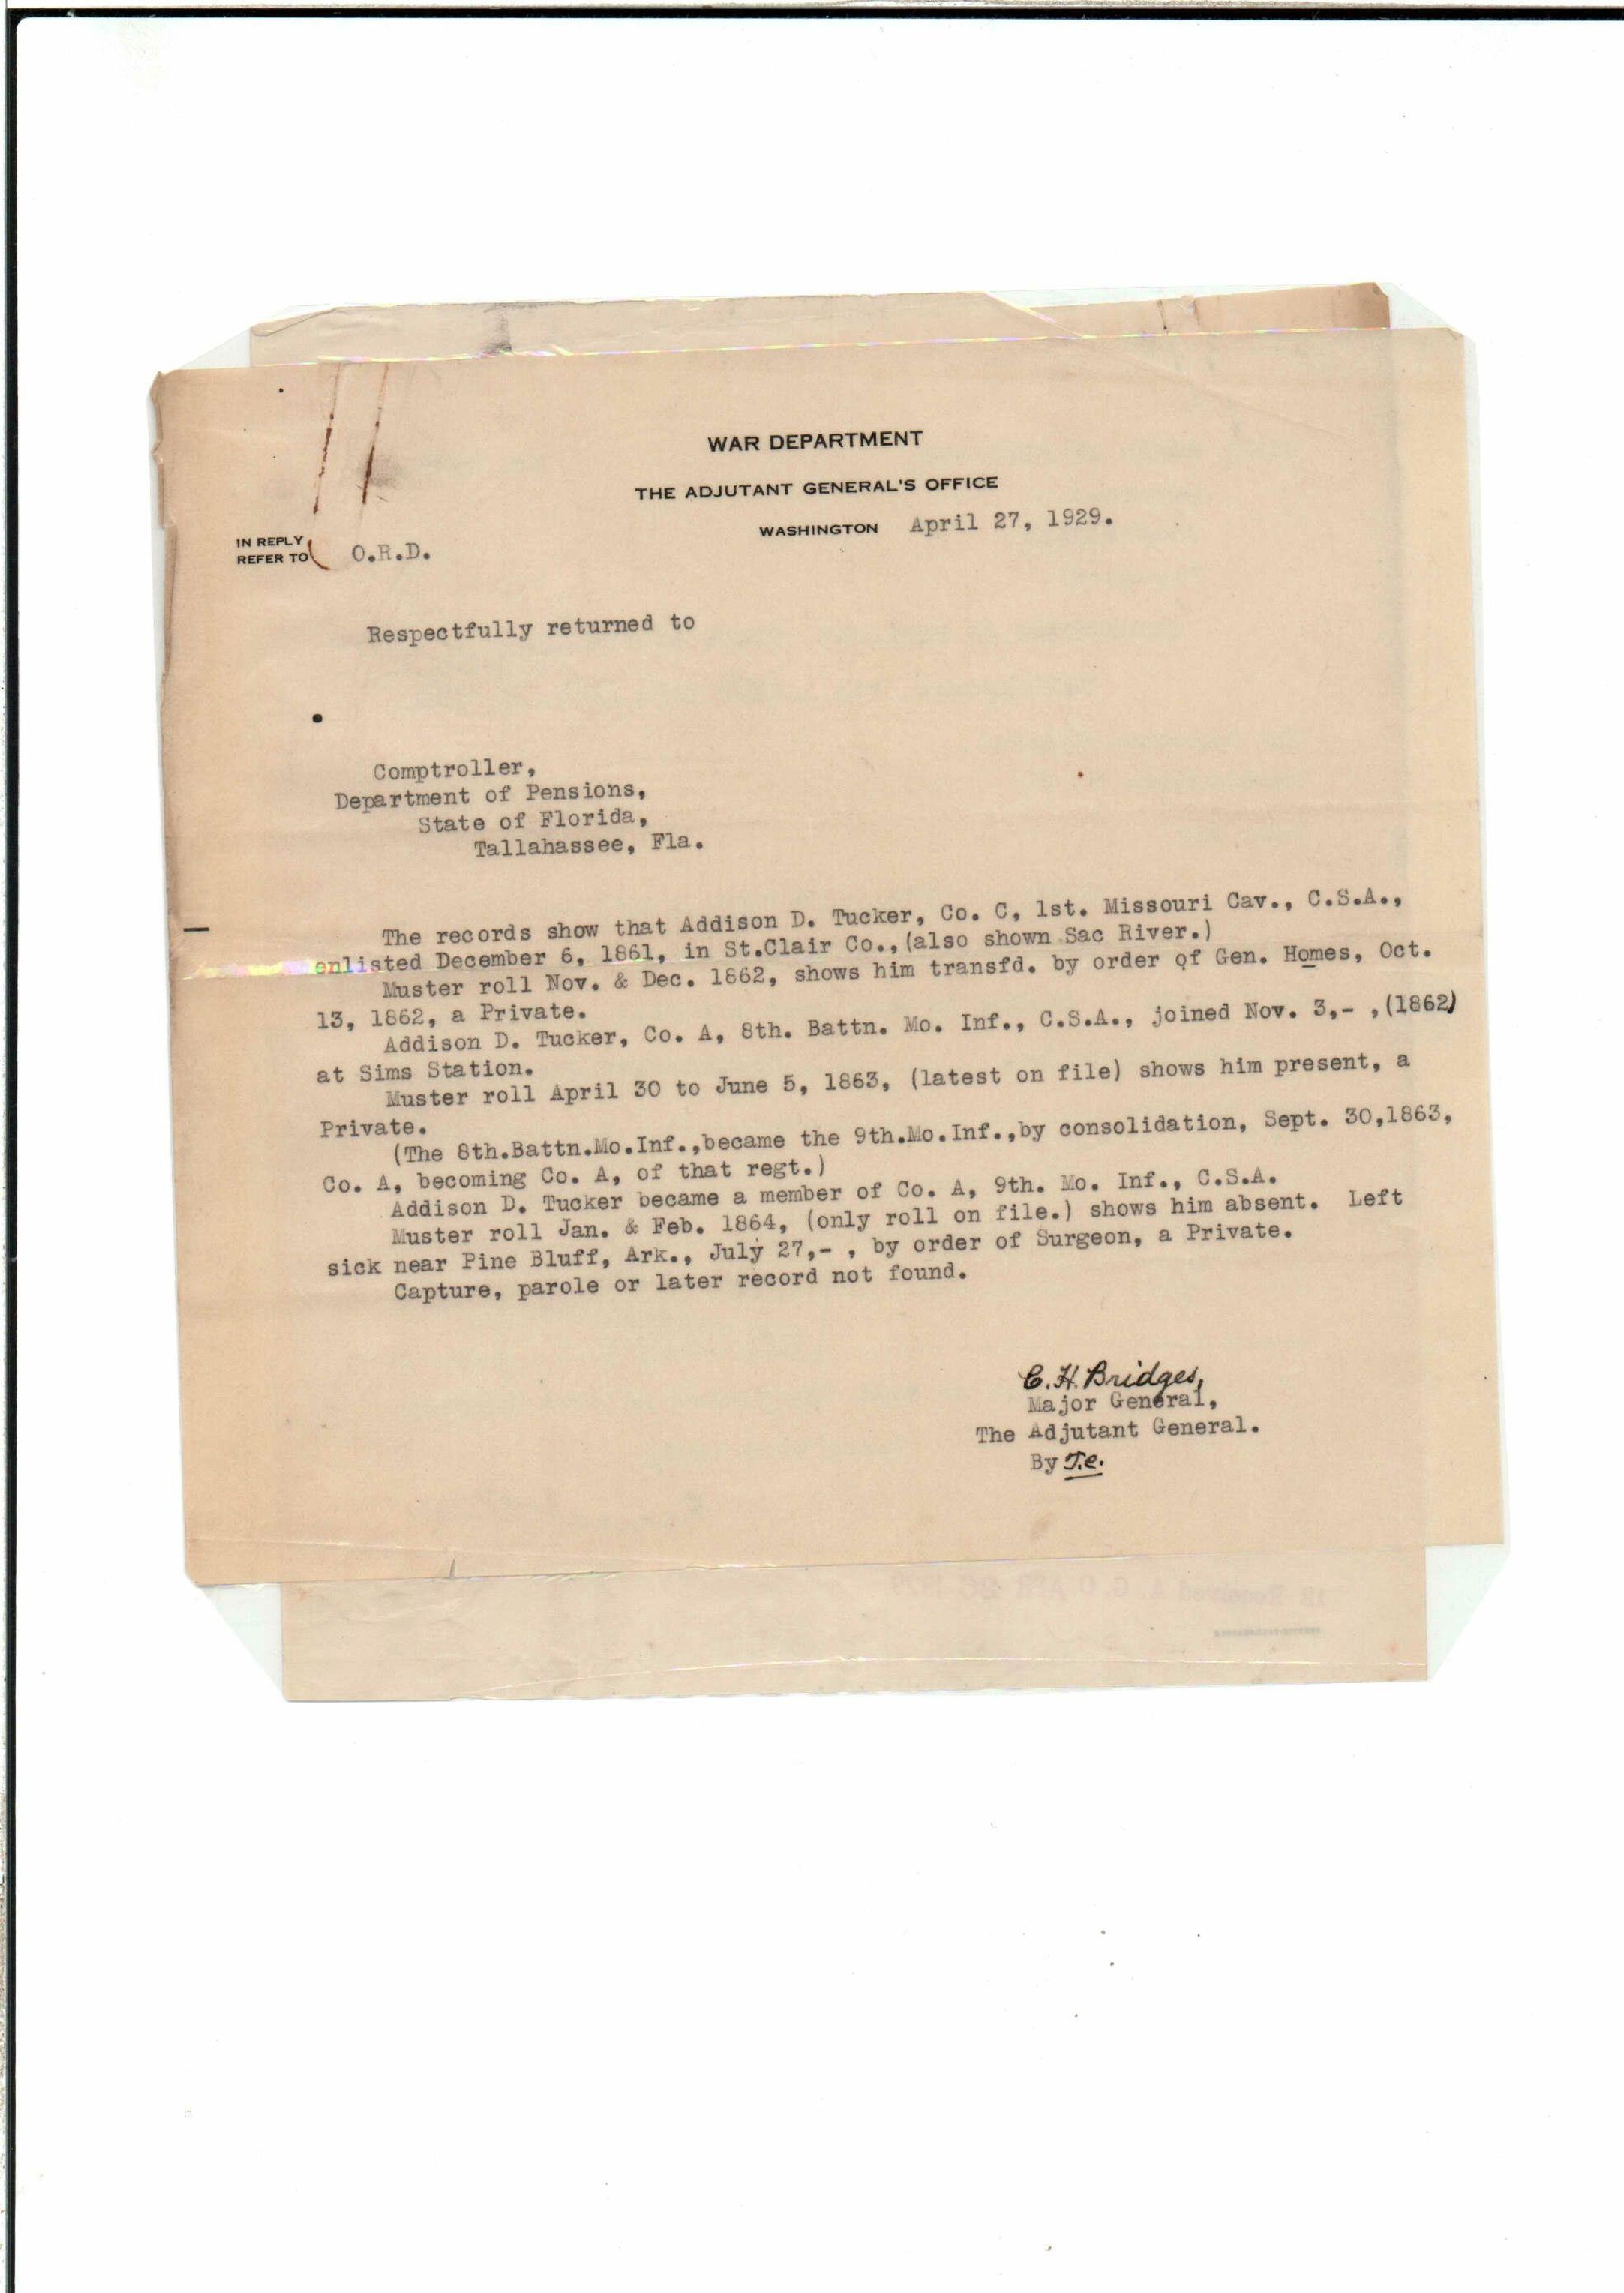 WAR DEPARTMENT
THE ADJUTANT GENERAL'S OFFICE
WASHINGTON April 27, 1929.
IN REPLY
REFER TO O.R.D.
Respectfully returned to
Comptroller,
Department of Pensions,
State of Florida,
Tallahassee, Fla.
The records show that Addison D. Tucker, Co. C, 1st. Missouri Cav., C.S.A.,
enlisted December 6, 1861, in St.Clair Co.,(also shown Sac River.)
Muster roll Nov. & Dec. 1862, shows him transfd. by order of Gen. Homes, Oct.
13, 1862, a Private.
Addison D. Tucker, Co. A, 8th. Battn. Mo. Inf., C.S.A., joined Nov. 3,- ,(1862)
at Sims Station.
Muster roll April 30 to June 5, 1863, (latest on file) shows him present, a
Private.
(The 8th.Battn.Mo.Inf.,became the 9th.Mo.Inf.,by consolidation, Sept. 30,1863,
Co. A, becoming Co. A, of that regt.)
Addison D. Tucker became a member of Co. A, 9th. Mo. Inf., C.S.A.
Muster roll Jan. & Feb. 1864, (only roll on file.) shows him absent. Left
sick near Pine Bluff, Ark., July 27,- , by order of Surgeon, a Private.
Capture, parole or later record not found.
C. H. Bridges,
Major General,
The Adjutant General.
By T.C.
Received A. G. O APR